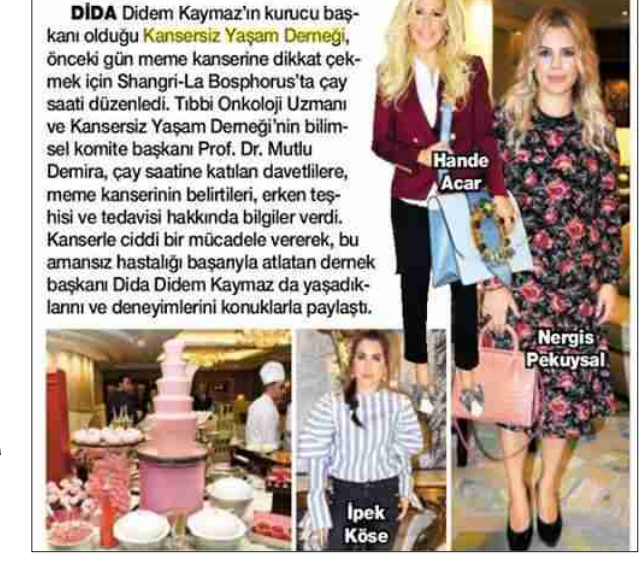 DİDA Didem Kaymaz'ın kurucu baş-
kanı olduğu Kansersiz Yaşam Derneği,
önceki gün meme kanserine dikkat çek-
mek için Shangri-La Bosphorus'ta çay
saati düzenledi. Tıbbi Onkoloji Uzmanı
ve Kansersiz Yaşam Derneği'nin bilim-
sel komite başkanı Prof. Dr. Mutlu
Demira, çay saatine katılan davetlilere,
meme kanserinin belirtileri, erken teş-
hisi ve tedavisi hakkında bilgiler verdi.
Kanserle ciddi bir mücadele vererek, bu
amansız hastalığı başarıyla atlatan dernek
başkanı Dida Didem Kaymaz da yaşadık-
larını ve deneyimlerini konuklarla paylaştı.
Hande
Acar
Nergis
Pekuysal
İpek
Köse